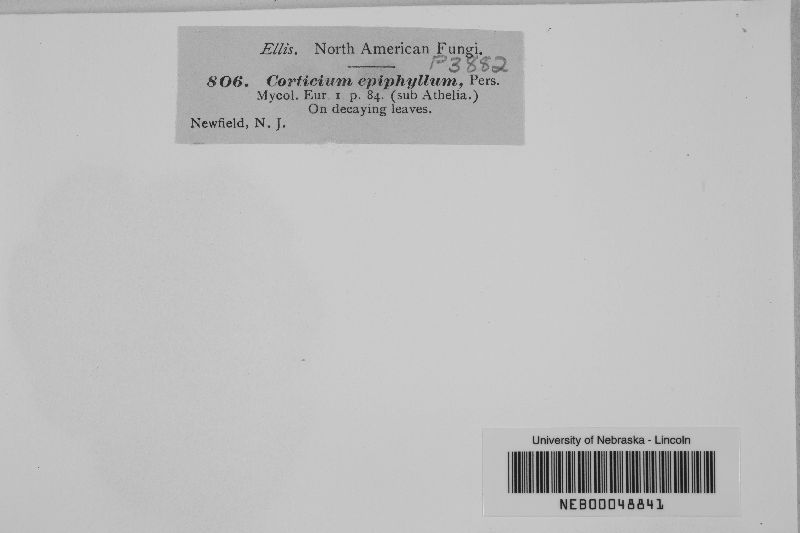 Ellis. North American Fungi.
P3882
806. Corticium epiphyllum, Pers.
Mycol. Eur. 1 p. 84. (sub Athelia.)
On decaying leaves.
Newfield, N. J.
University of Nebraska - Lincoln
NEB00048841